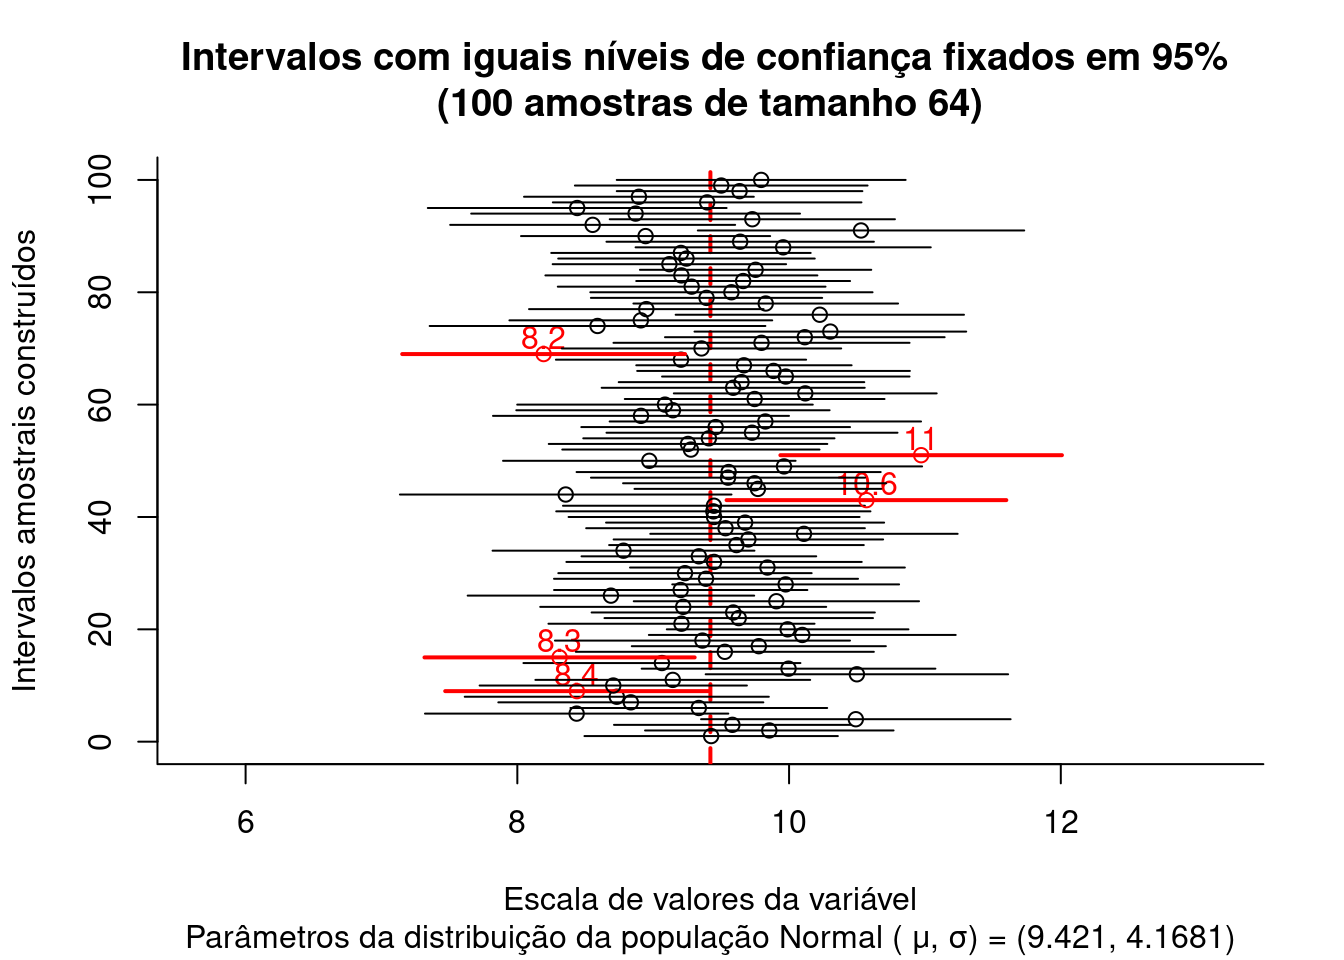 Intervalos com iguais níveis de confiança fixados em 95%
(100 amostras de tamanho 64)
Intervalos amostrais construídos
100
80
60
40
20
0
8.2
11
10.6
8.3
8.4
6 8 10 12
Escala de valores da variável
Parâmetros da distribuição da população Normal ( μ, σ) = (9.421, 4.1681)